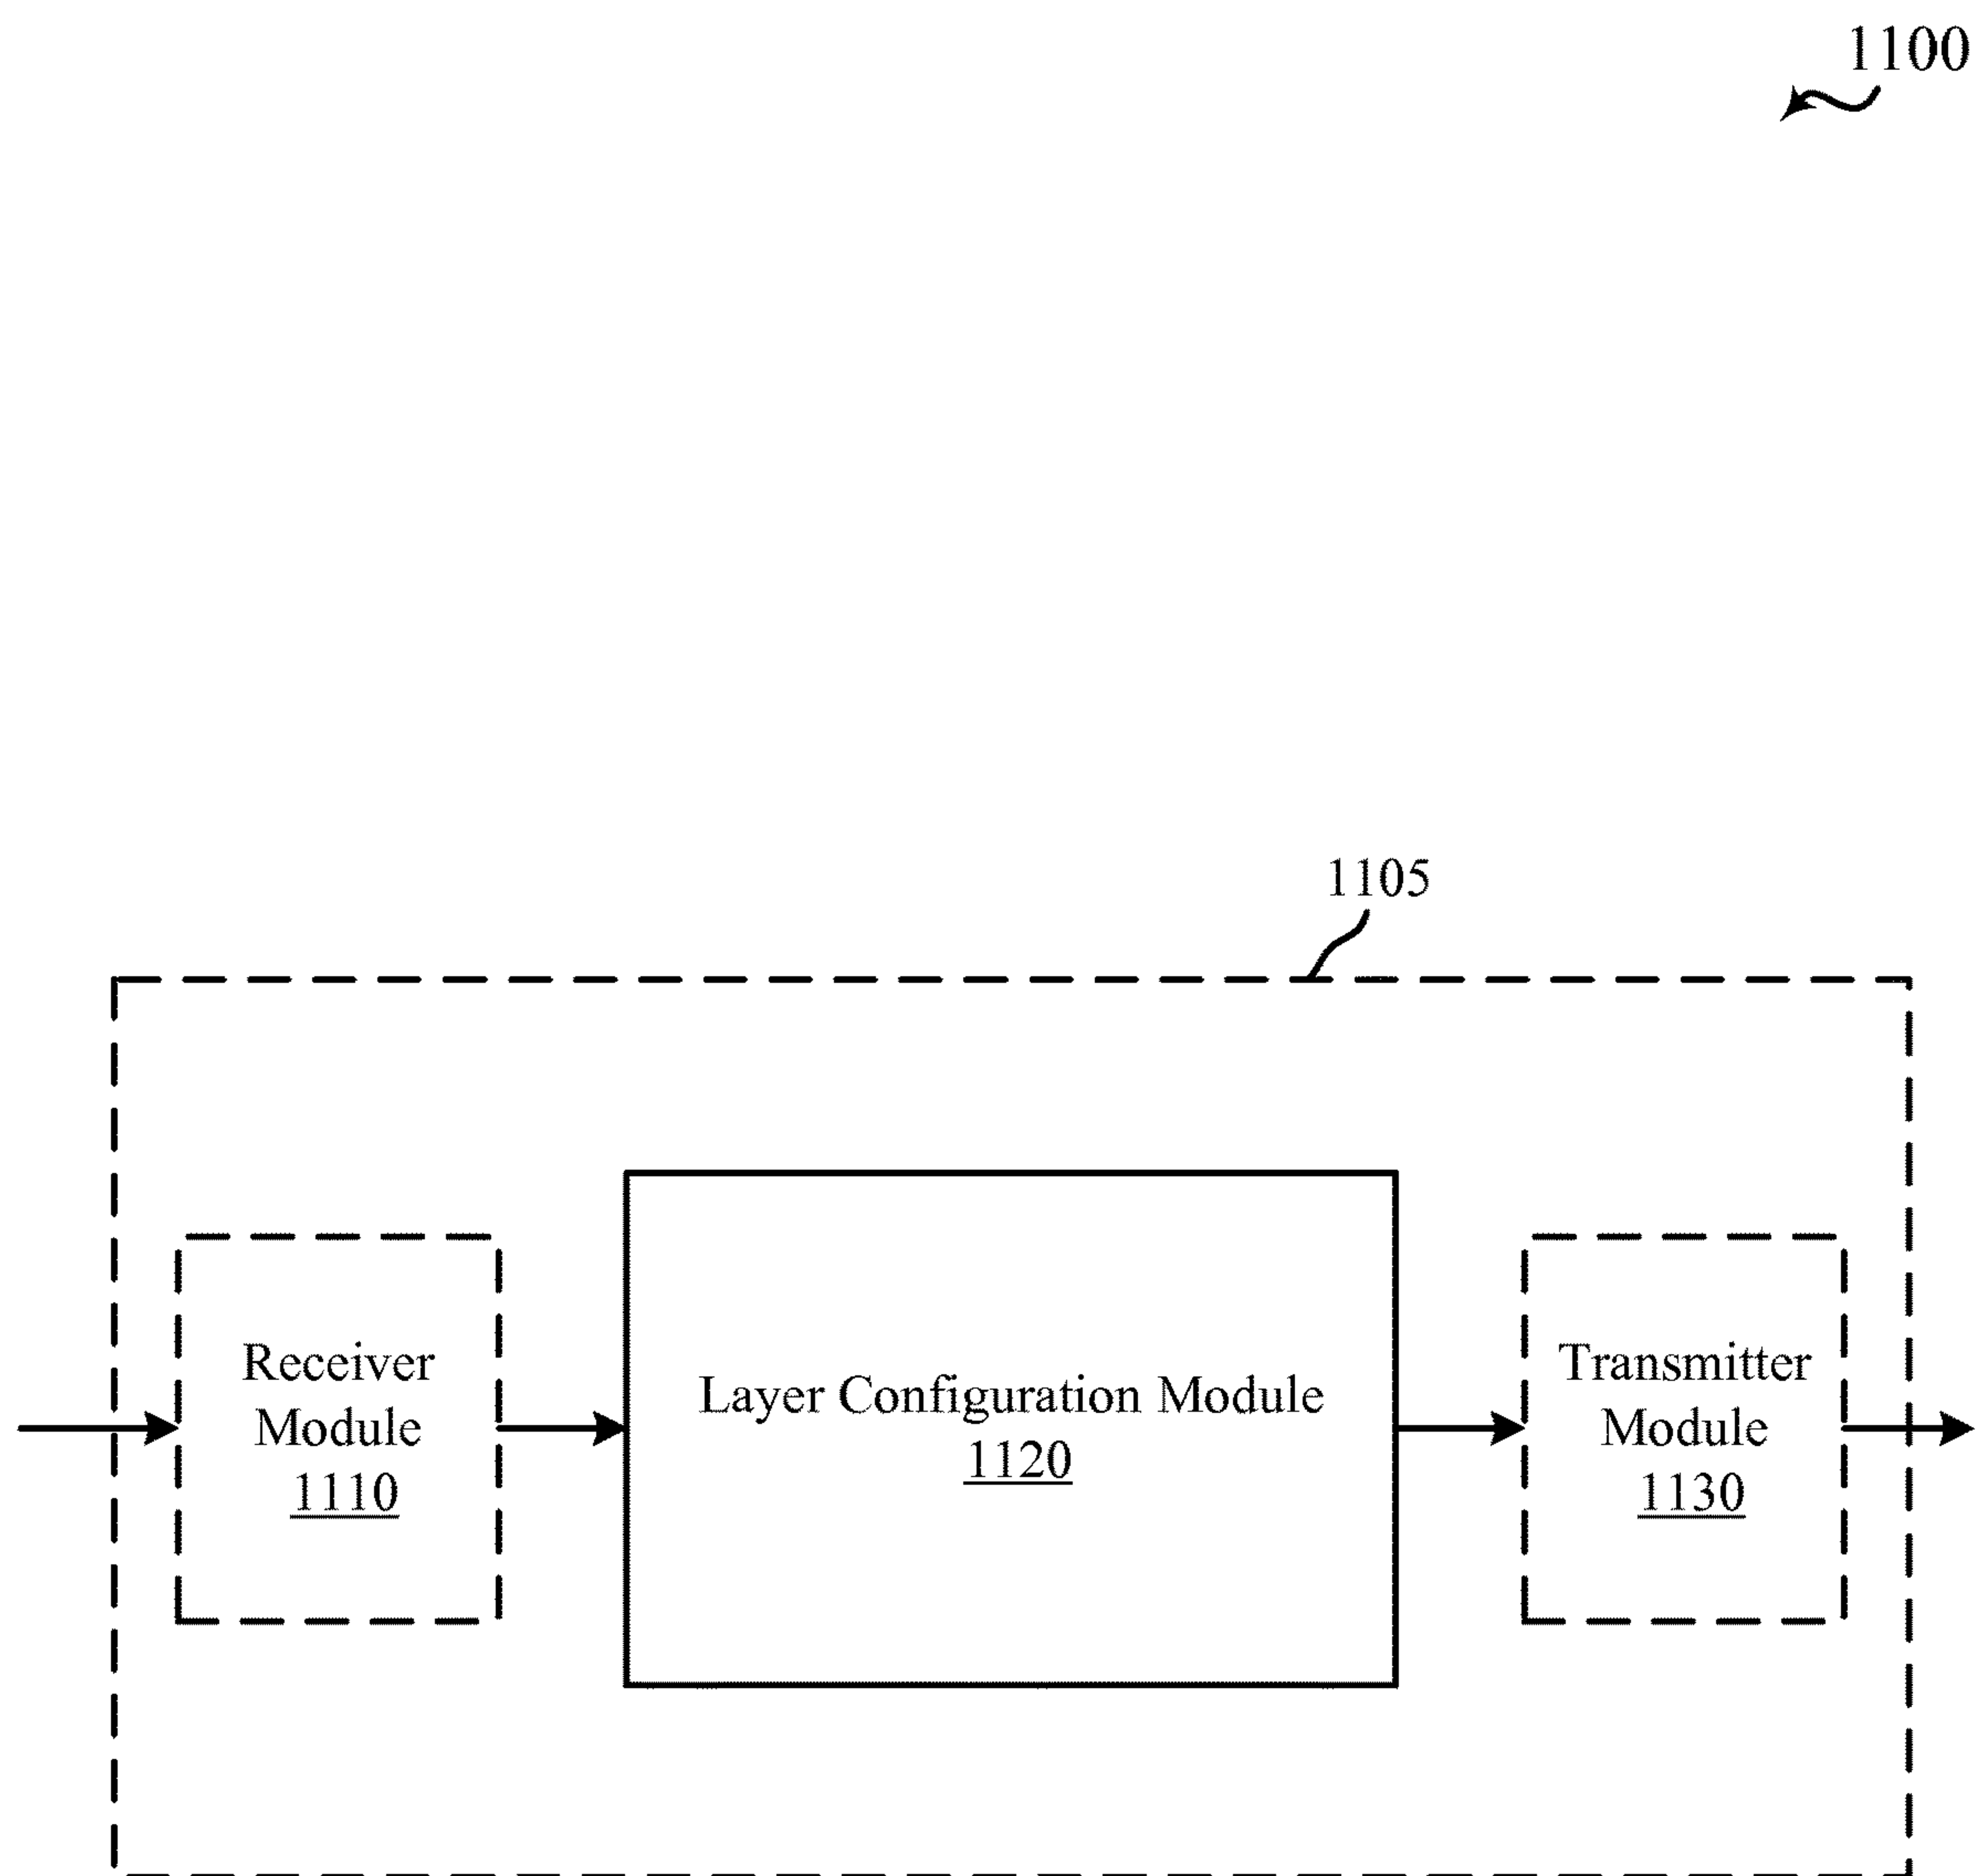 1100
1105
Receiver
Module
1110
Layer Configuration Module
1120
Transmitter
Module
1130